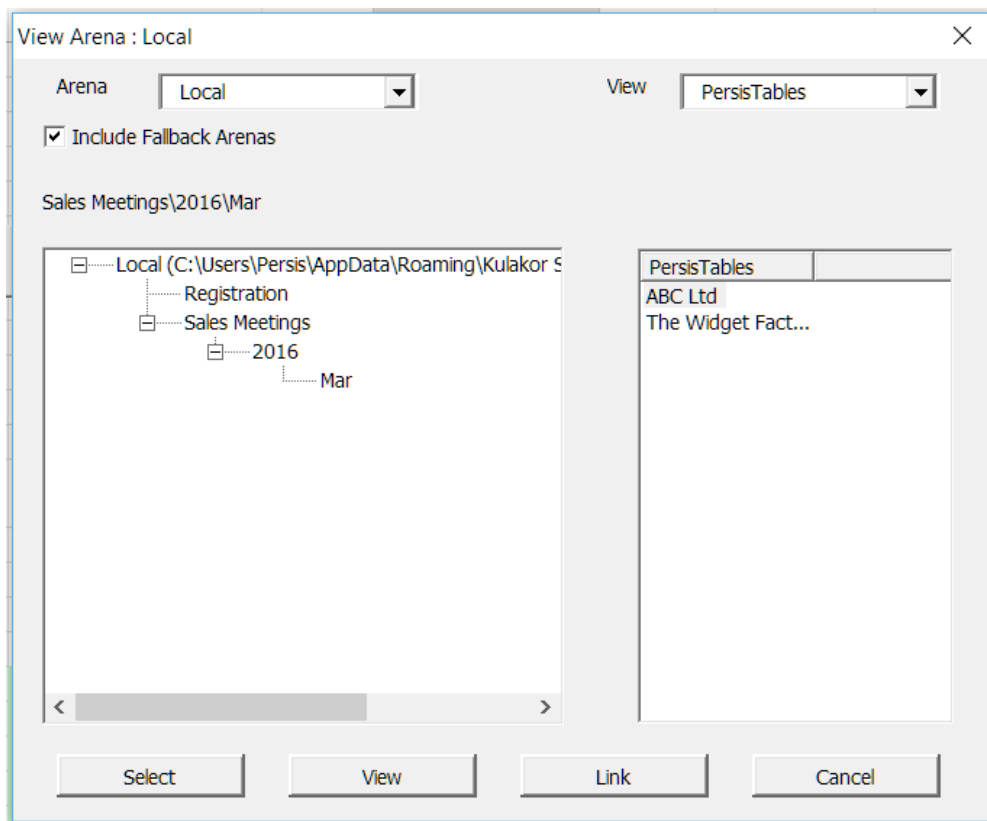 View Arena : Local
Arena Local View PersisTables
Include Fallback Arenas
Sales Meetings\2016\Mar
Local (C:\Users\Persis\AppData\Roaming\Kulakor S
Registration
Sales Meetings
2016
Mar
PersisTables
ABC Ltd
The Widget Fact...
Select View Link Cancel